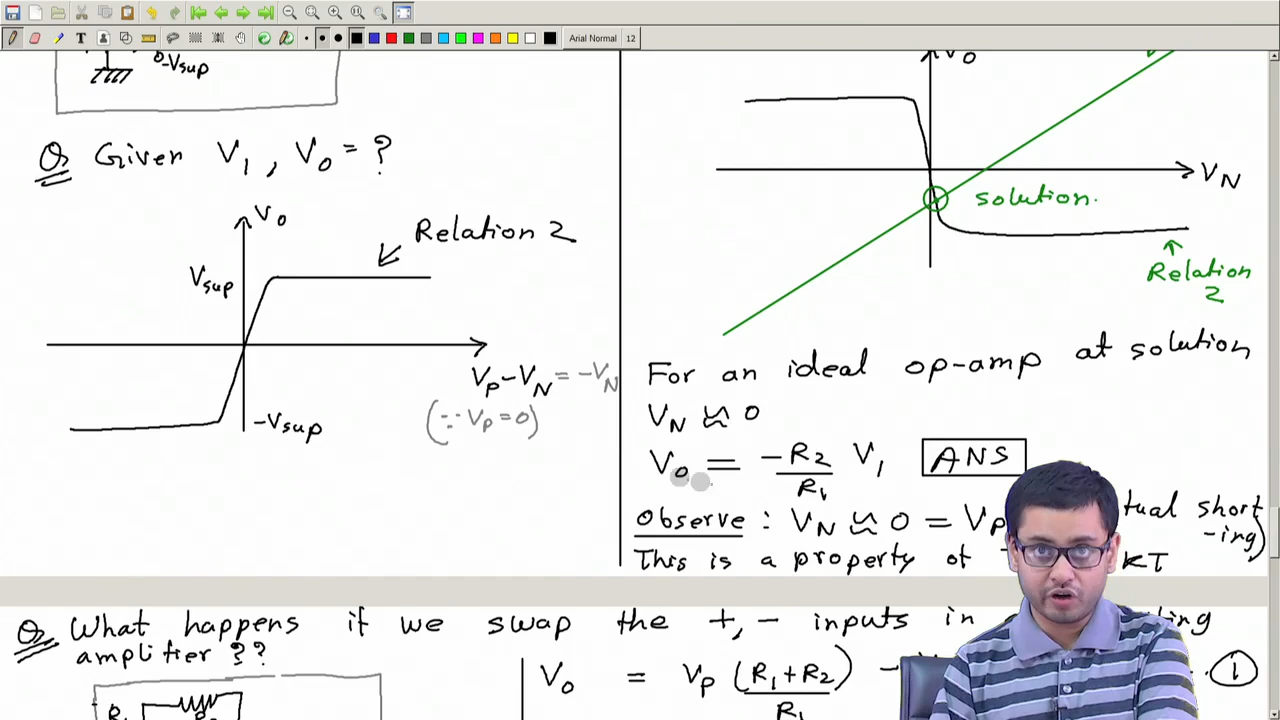 Arial Normal 12
-Vsup
Q Given V1, V0 = ?
V0
Relation 2
Vsup
VP-VN = -VN
(∵ VP = 0)
-Vsup
V0
VN
solution.
Relation
2
For an ideal op-amp at solution
VN ≈ 0
V0 = -R2/R1 V1 ANS
Observe : VN ≈ 0 = VP short
-ing)
This is a property of
Q What happens if we swap the +, - inputs in
amplifier ??
R1
V0 = VP (R1+R2)/R1 - 1